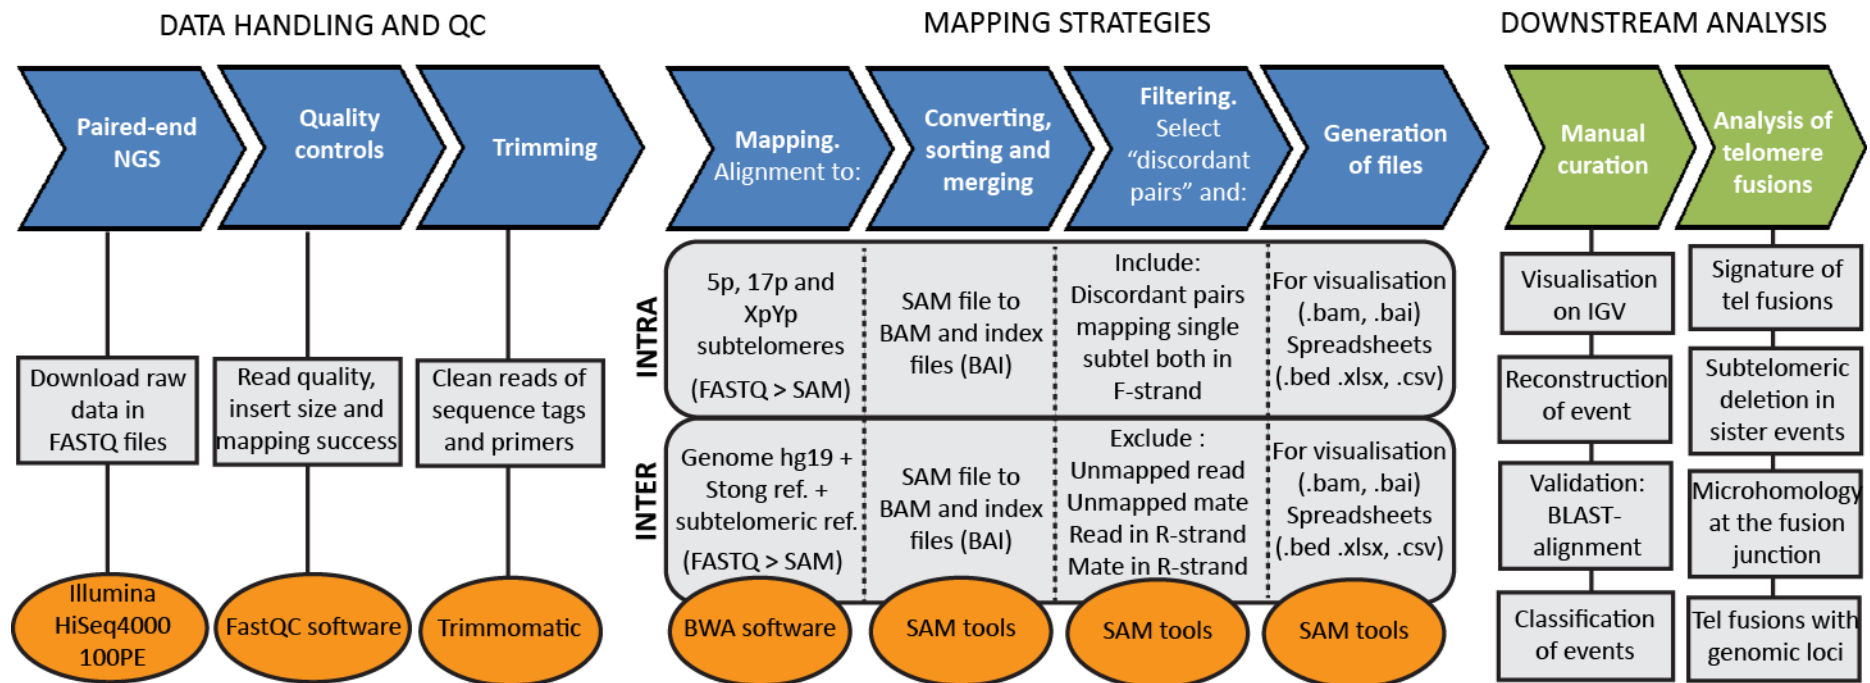 DATA HANDLING AND QC
MAPPING STRATEGIES
DOWNSTREAM ANALYSIS
Paired-end
NGS
Quality
controls
Trimming
Mapping.
Alignment to:
Converting,
sorting and
merging
Filtering.
Select
“discordant
pairs” and:
Generation
of files
Manual
curation
Analysis of
telomere
fusions
Download raw
data in
FASTQ files
Read quality,
insert size and
mapping success
Clean reads of
sequence tags
and primers
INTRA
5p, 17p and
XpYp
subtelomeres
(FASTQ > SAM)
SAM file to
BAM and index
files (BAI)
Include:
Discordant pairs
mapping single
subtel both in
F-strand
For visualisation
(.bam, .bai)
Spreadsheets
(.bed .xlsx, .csv)
INTER
Genome hg19 +
Stong ref. +
subtelomeric ref.
(FASTQ > SAM)
SAM file to
BAM and index
files (BAI)
Exclude :
Unmapped read
Unmapped mate
Read in R-strand
Mate in R-strand
For visualisation
(.bam, .bai)
Spreadsheets
(.bed .xlsx, .csv)
Visualisation
on IGV
Reconstruction
of event
Validation:
BLAST-
alignment
Classification
of events
Signature of
tel fusions
Subtelomeric
deletion in
sister events
Microhomology
at the fusion
junction
Tel fusions with
genomic loci
Illumina
HiSeq4000
100PE
FastQC software
Trimmomatic
BWA software
SAM tools
SAM tools
SAM tools